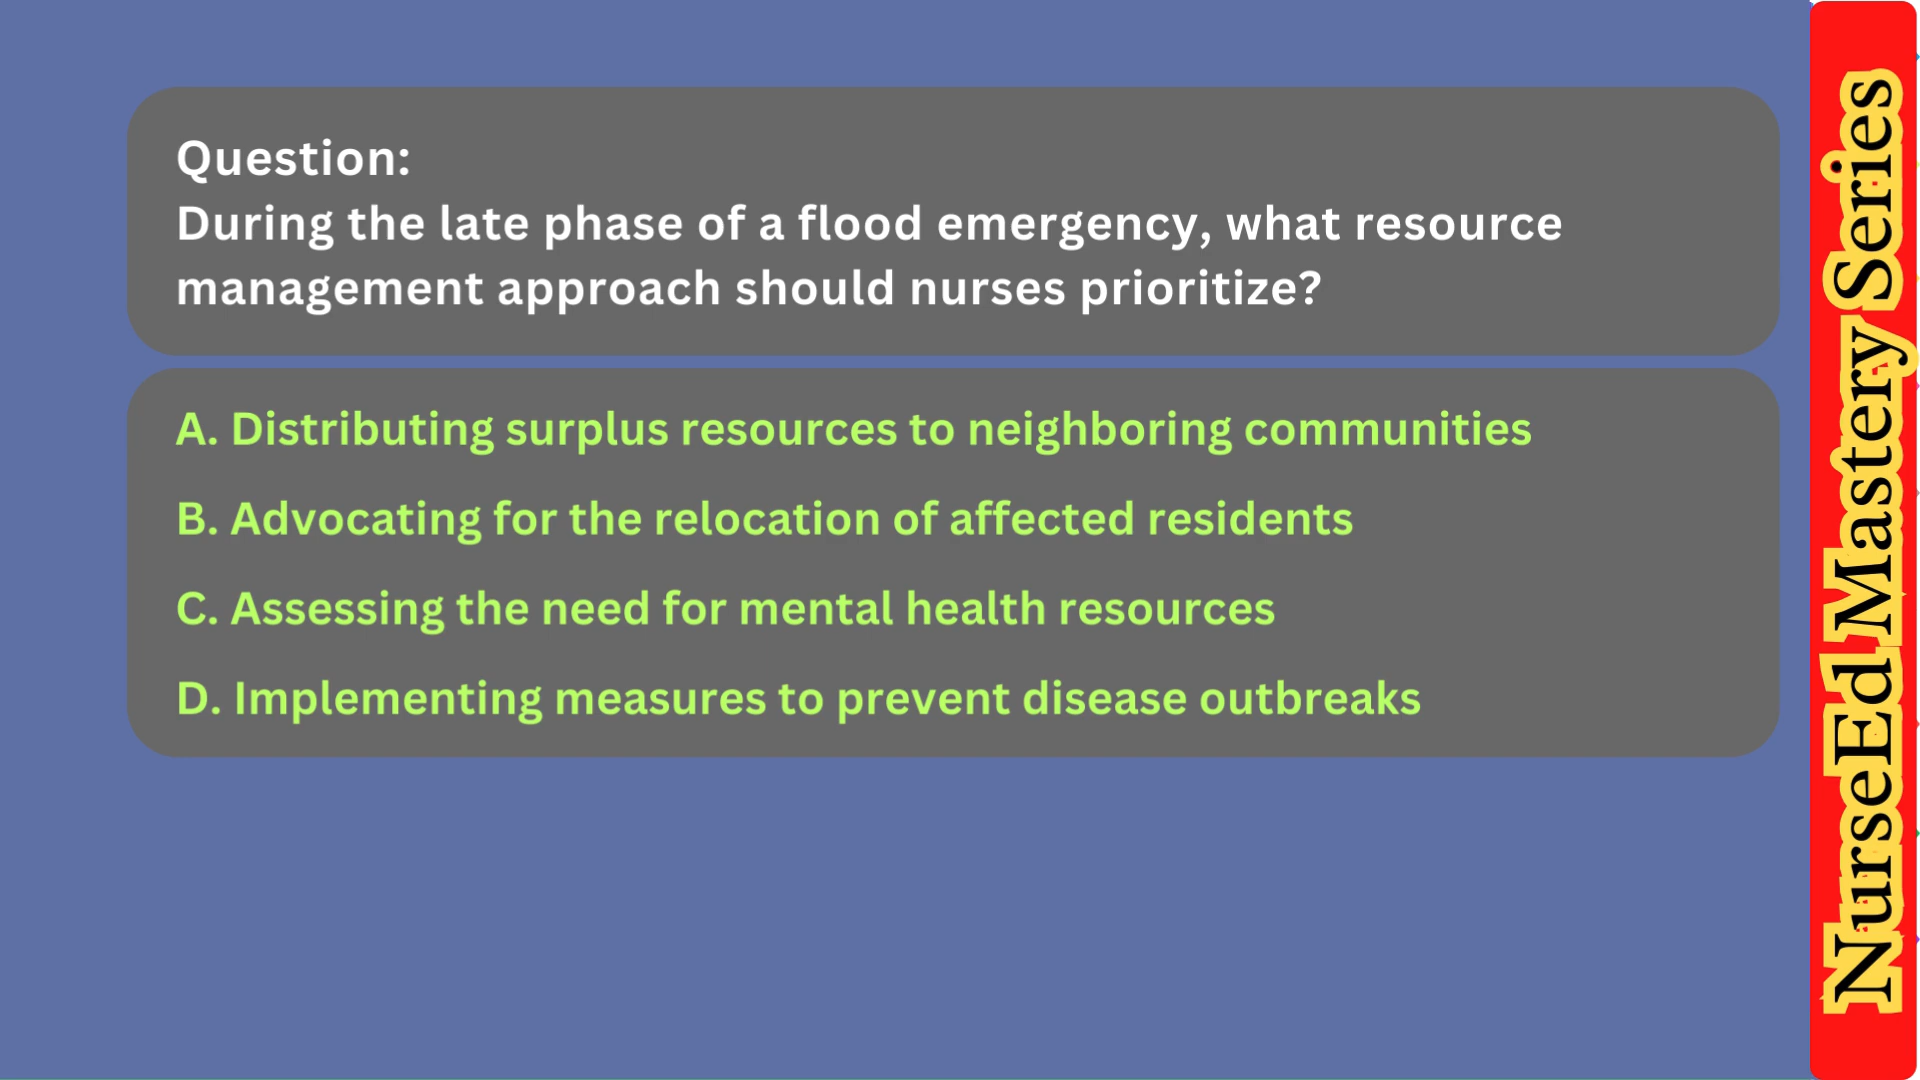 Question:
During the late phase of a flood emergency, what resource
management approach should nurses prioritize?
A. Distributing surplus resources to neighboring communities
B. Advocating for the relocation of affected residents
C. Assessing the need for mental health resources
D. Implementing measures to prevent disease outbreaks
NurseEd Mastery Series